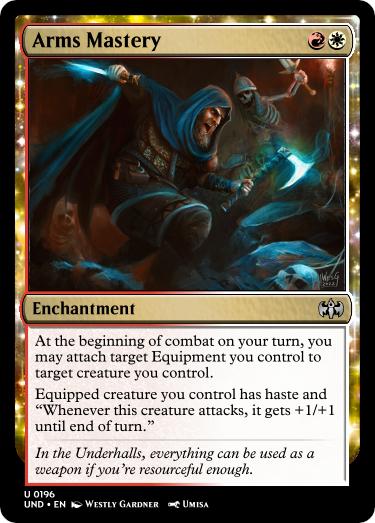 Arms Mastery
WESG
2022
Enchantment
At the beginning of combat on your turn, you
may attach target Equipment you control to
target creature you control.
Equipped creature you control has haste and
“Whenever this creature attacks, it gets +1/+1
until end of turn.”
In the Underhalls, everything can be used as a
weapon if you’re resourceful enough.
U 0196
UND • EN Westly Gardner Umisa